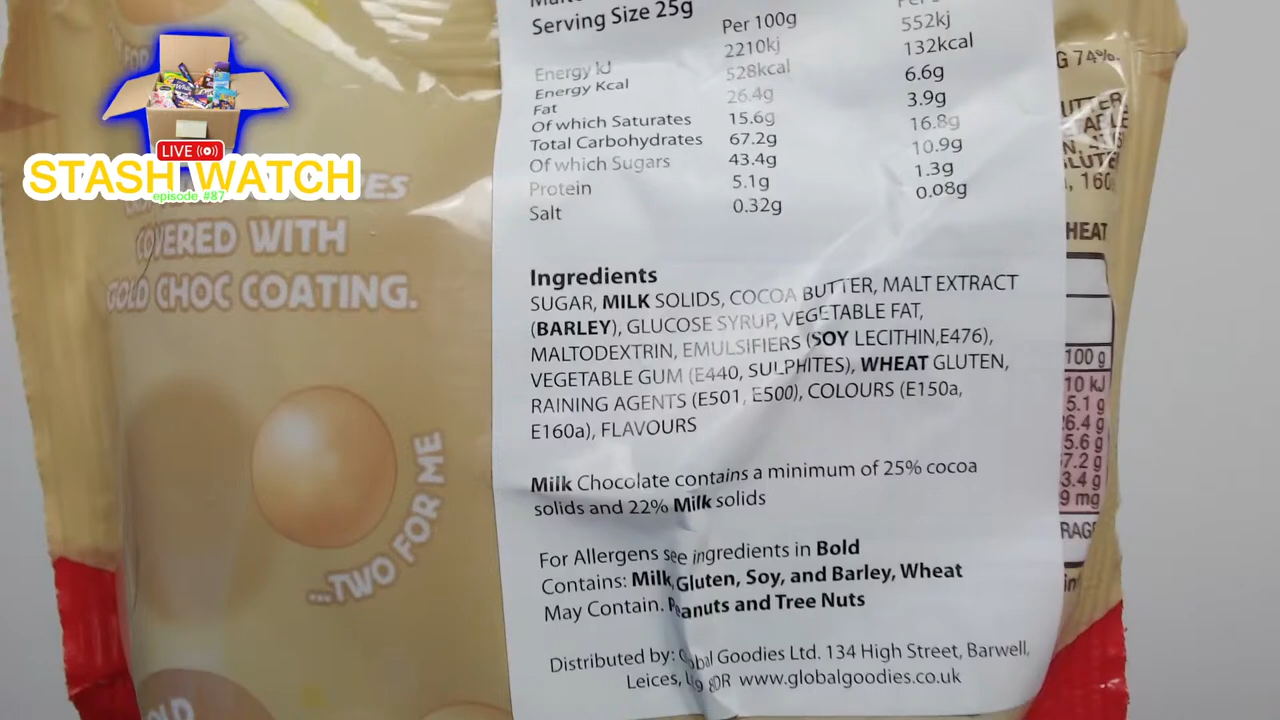 LIVE
STASH WATCH
episode #87
COVERED WITH
GOLD CHOC COATING.
...TWO FOR ME
Serving Size 25g
Per 100g
Energy kJ 2210kj 552kj
Energy Kcal 528kcal 132kcal
Fat 26.4g 6.6g
Of which Saturates 15.6g 3.9g
Total Carbohydrates 67.2g 16.8g
Of which Sugars 43.4g 10.9g
Protein 5.1g 1.3g
Salt 0.32g 0.08g
Ingredients
SUGAR, MILK SOLIDS, COCOA BUTTER, MALT EXTRACT
(BARLEY), GLUCOSE SYRUP, VEGETABLE FAT,
MALTODEXTRIN, EMULSIFIERS (SOY LECITHIN,E476),
VEGETABLE GUM (E440, SULPHITES), WHEAT GLUTEN,
RAINING AGENTS (E501, E500), COLOURS (E150a,
E160a), FLAVOURS
Milk Chocolate contains a minimum of 25% cocoa
solids and 22% Milk solids
For Allergens see ingredients in Bold
Contains: Milk, Gluten, Soy, and Barley, Wheat
May Contain. Peanuts and Tree Nuts
Distributed by: Global Goodies Ltd. 134 High Street, Barwell,
Leices, www.globalgoodies.co.uk
G 74%.
HEAT
100 g
10 kJ
5.1 g
26.4 g
5.6 g
7.2 g
3.4 g
9 mg